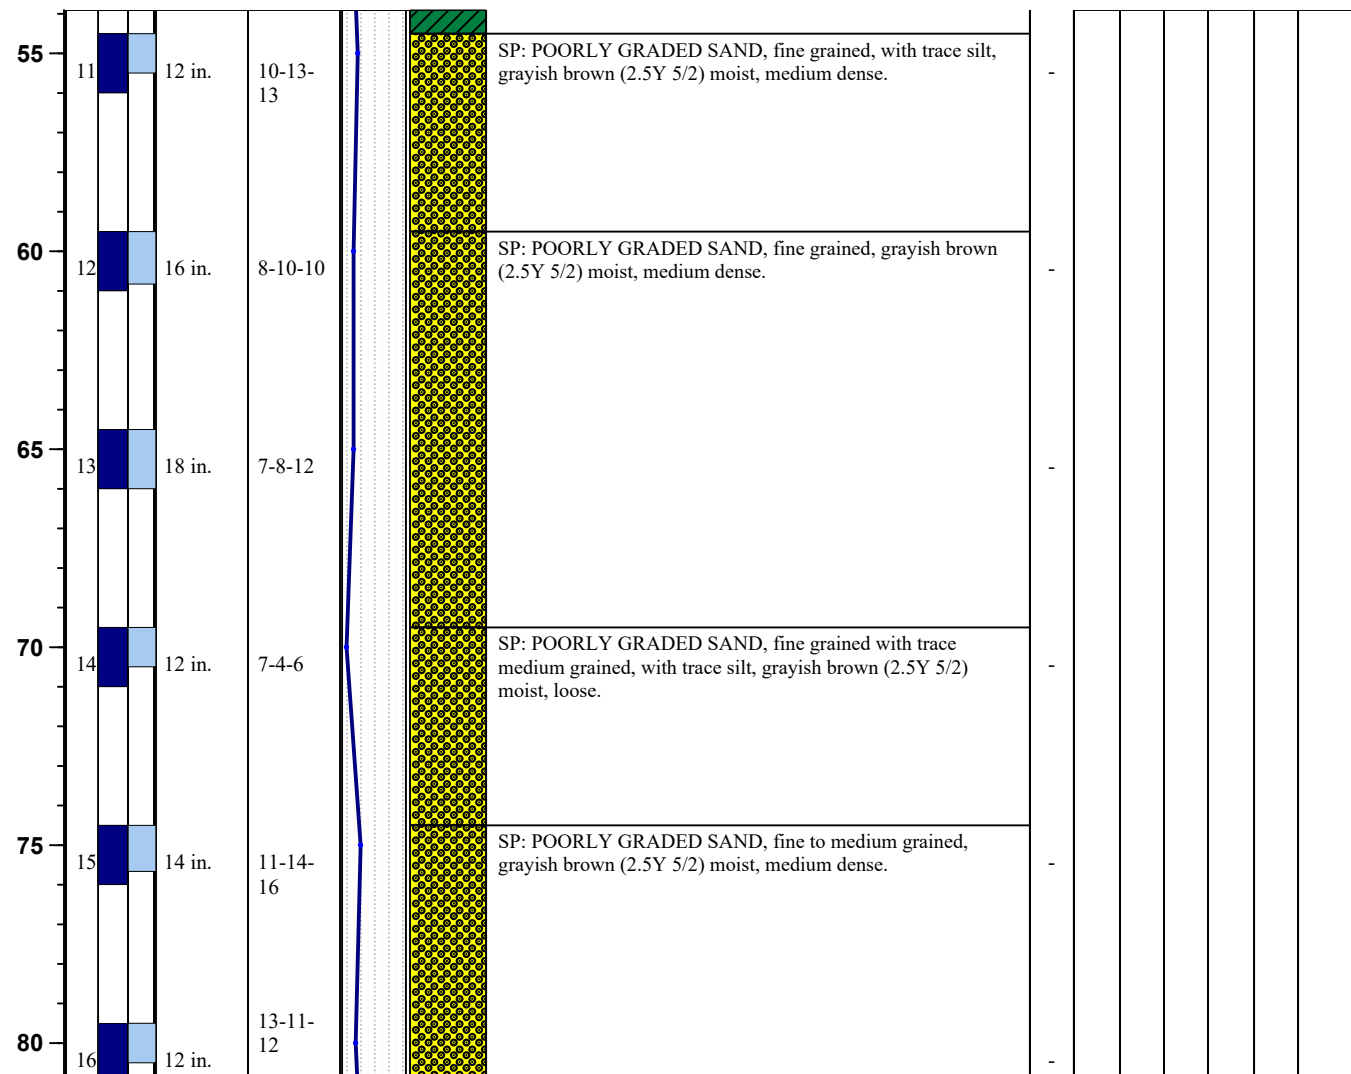 55
11
12 in.
10-13-
13
SP: POORLY GRADED SAND, fine grained, with trace silt,
grayish brown (2.5Y 5/2) moist, medium dense.
-
60
12
16 in.
8-10-10
SP: POORLY GRADED SAND, fine grained, grayish brown
(2.5Y 5/2) moist, medium dense.
-
65
13
18 in.
7-8-12
-
70
14
12 in.
7-4-6
SP: POORLY GRADED SAND, fine grained with trace
medium grained, with trace silt, grayish brown (2.5Y 5/2)
moist, loose.
-
75
15
14 in.
11-14-
16
SP: POORLY GRADED SAND, fine to medium grained,
grayish brown (2.5Y 5/2) moist, medium dense.
-
80
16
12 in.
13-11-
12
-